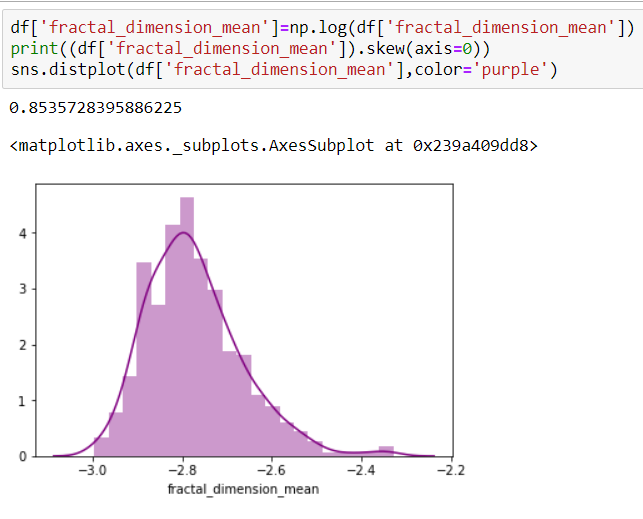 df['fractal_dimension_mean']=np.log(df['fractal_dimension_mean'])
print((df['fractal_dimension_mean']).skew(axis=0))
sns.distplot(df['fractal_dimension_mean'],color='purple')
0.8535728395886225
<matplotlib.axes._subplots.AxesSubplot at 0x239a409dd8>
4
3
2
1
0
−3.0 −2.8 −2.6 −2.4 −2.2
fractal_dimension_mean